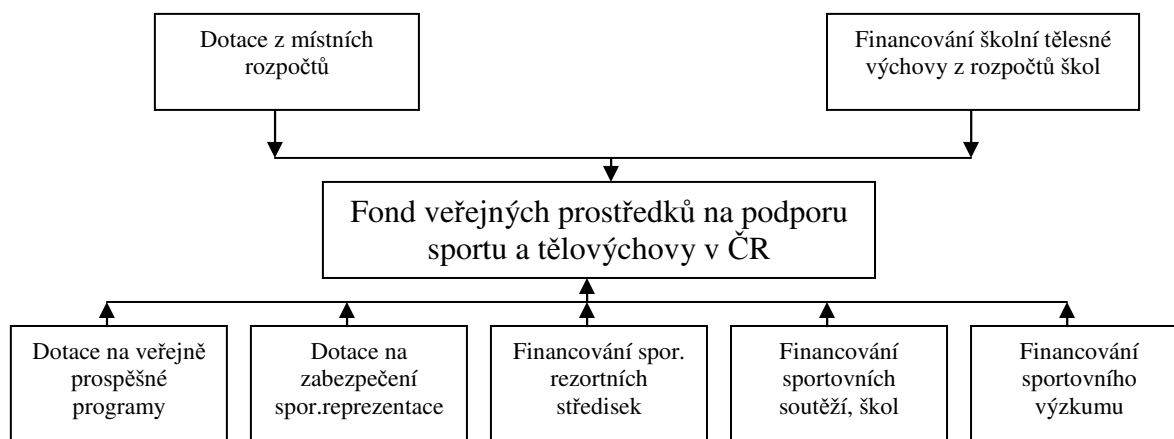 Dotace z místních
rozpočtů
Financování školní tělesné
výchovy z rozpočtů škol
Fond veřejných prostředků na podporu
sportu a tělovýchovy v ČR
Dotace na veřejně
prospěšné
programy
Dotace na
zabezpečení
spor.reprezentace
Financování spor.
rezortních
středisek
Financování
sportovních
soutěží, škol
Financování
sportovního
výzkumu